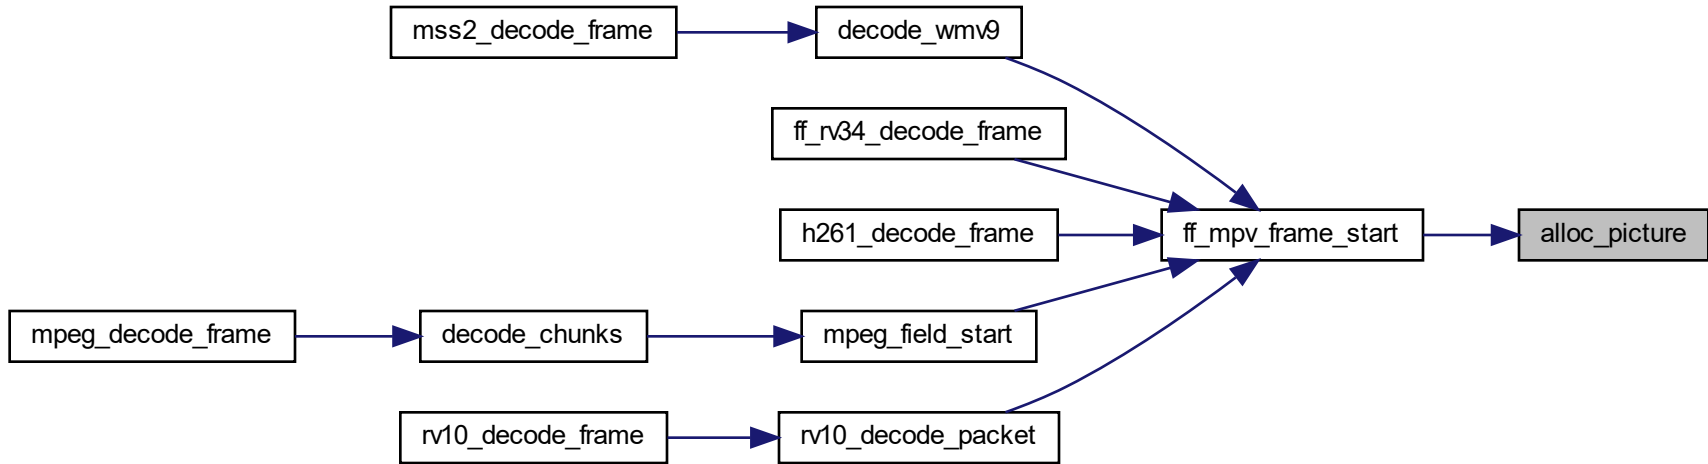 mss2_decode_frame
decode_wmv9
ff_rv34_decode_frame
h261_decode_frame
ff_mpv_frame_start
alloc_picture
mpeg_decode_frame
decode_chunks
mpeg_field_start
rv10_decode_frame
rv10_decode_packet